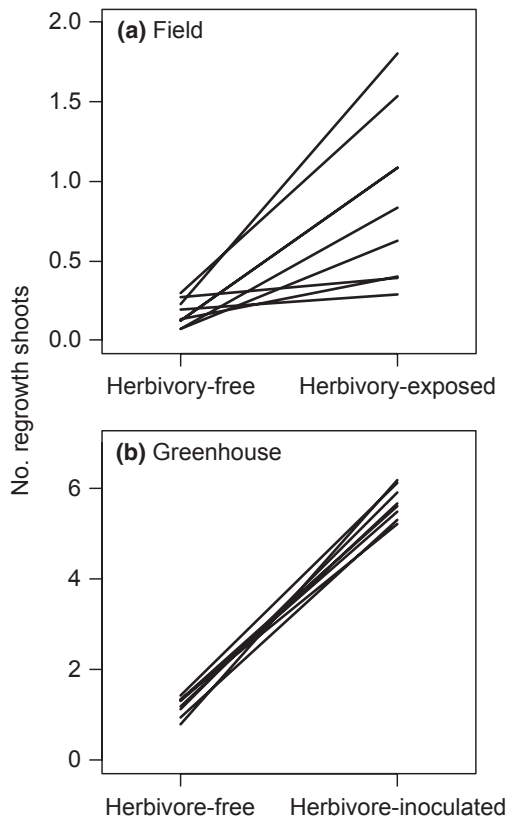 No. regrowth shoots
(a) Field
2.0
1.5
1.0
0.5
0.0
Herbivory-free Herbivory-exposed
(b) Greenhouse
6
4
2
0
Herbivore-free Herbivore-inoculated